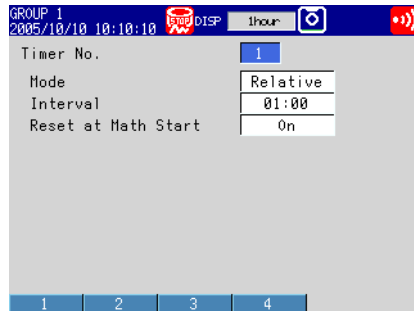 GROUP 1
2005/10/10 10:10:10 STOP DISP 1hour
Timer No. 1
Mode Relative
Interval 01:00
Reset at Math Start On
1 2 3 4